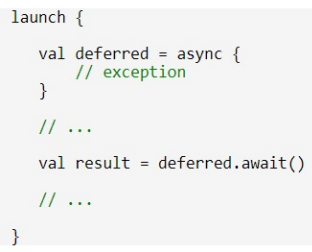 launch {
val deferred = async {
// exception
}
// ...
val result = deferred.await()
// ...
}